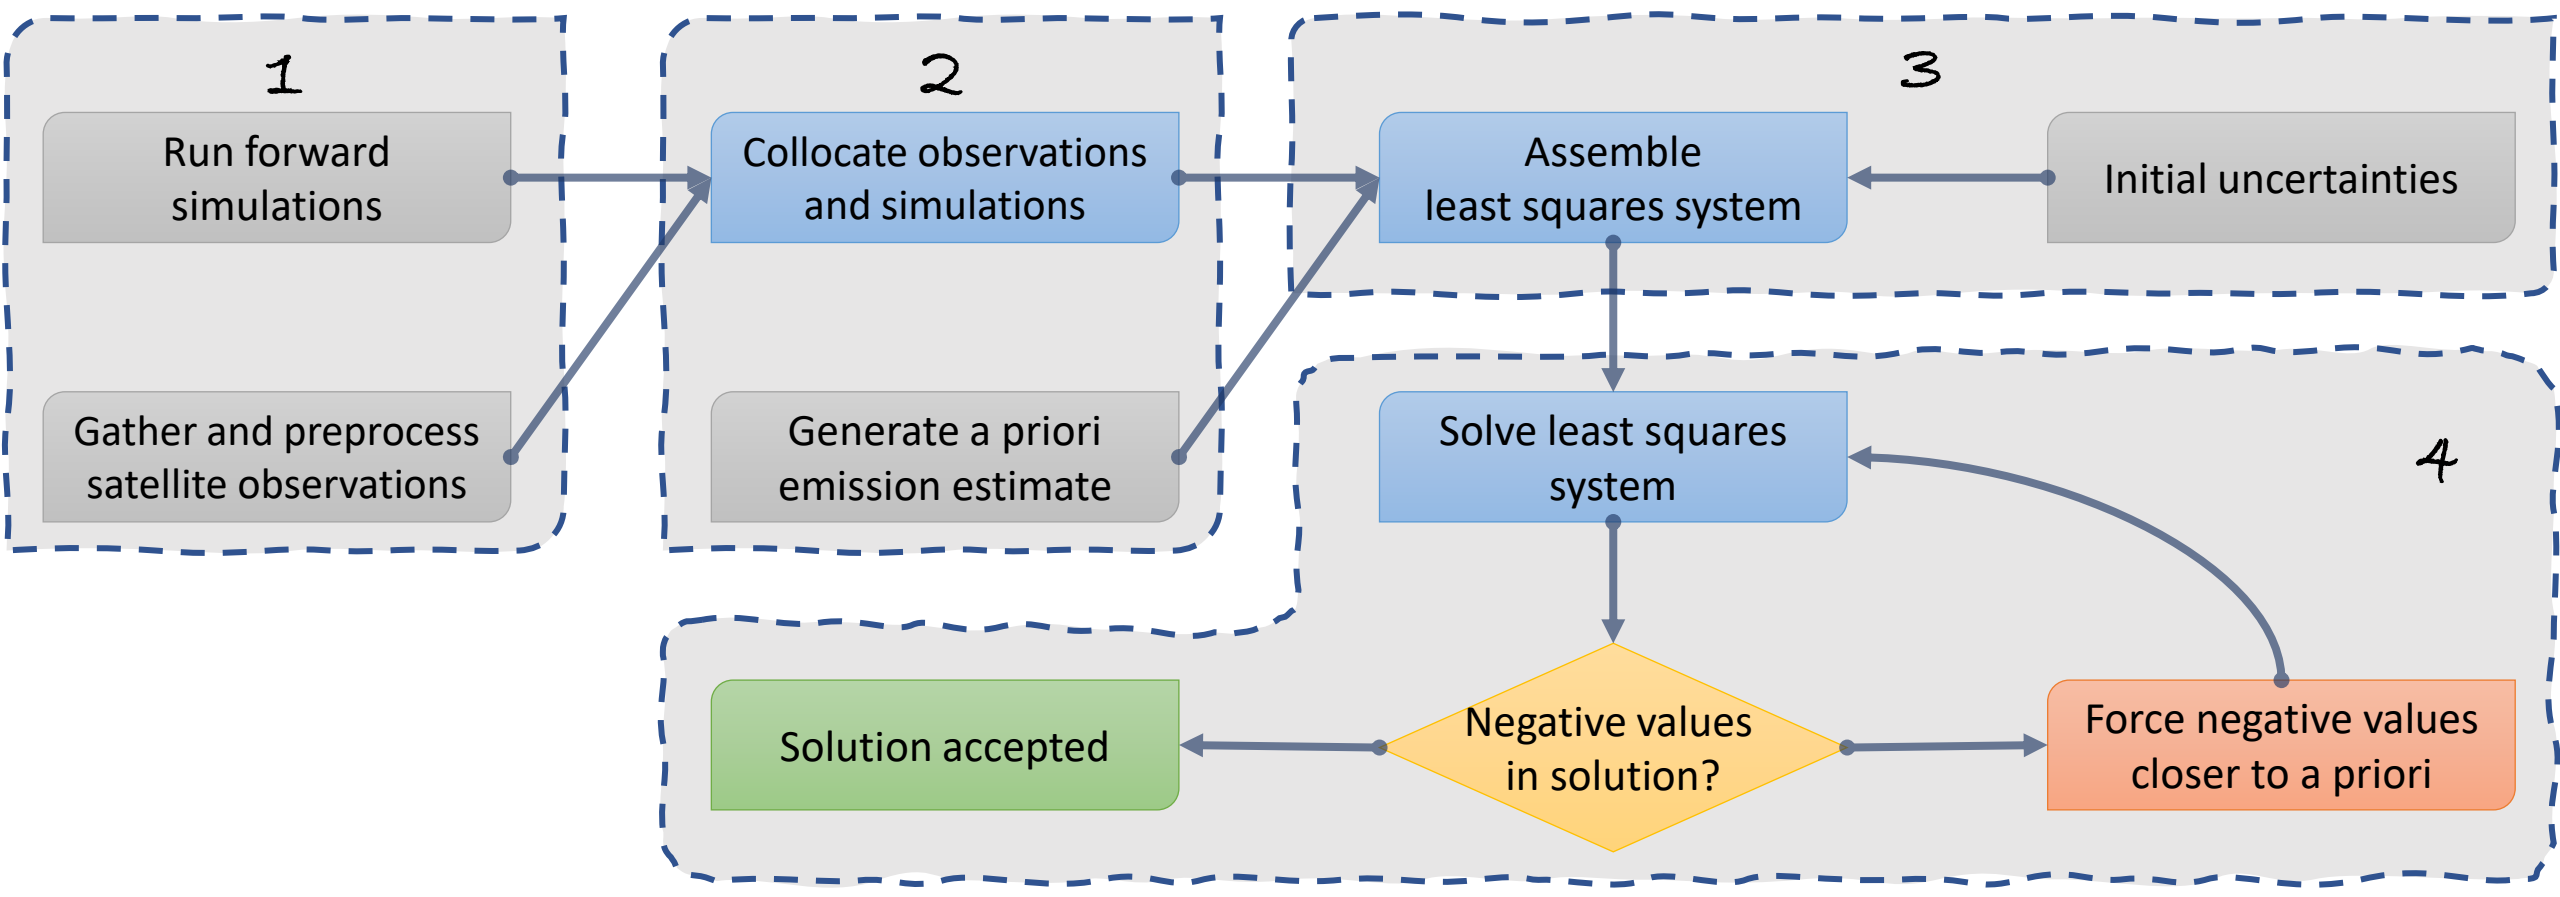 1
Run forward
simulations
Gather and preprocess
satellite observations
2
Collocate observations
and simulations
Generate a priori
emission estimate
3
Assemble
least squares system
Initial uncertainties
4
Solve least squares
system
Negative values
in solution?
Solution accepted
Force negative values
closer to a priori